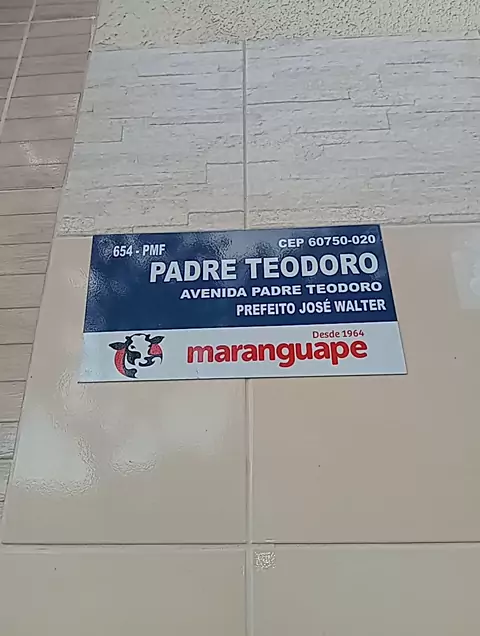 654 - PMF
CEP 60750-020
PADRE TEODORO
AVENIDA PADRE TEODORO
PREFEITO JOSÉ WALTER
Desde 1964
maranguape